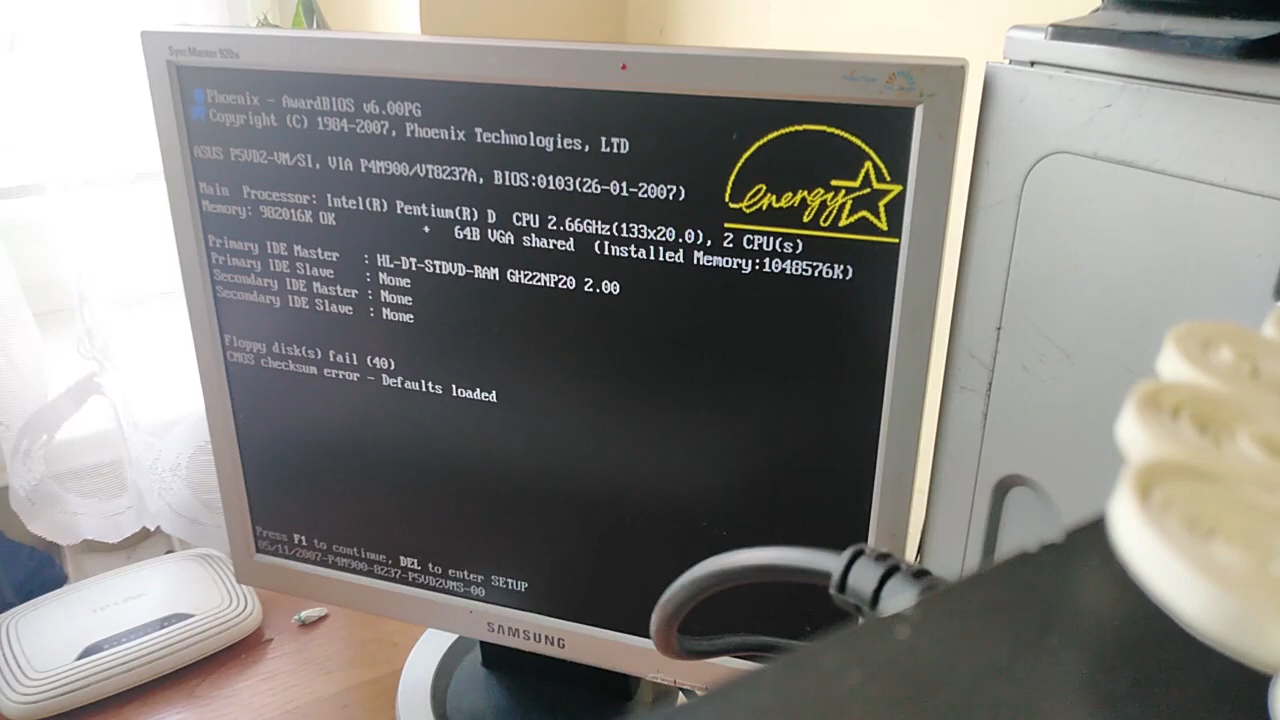 SyncMaster 920n
Phoenix - AwardBIOS v6.00PG
Copyright (C) 1984-2007, Phoenix Technologies, LTD
ASUS P5VD2-VM/S1, VIA P4M900/VT8237A, BIOS:0103(26-01-2007)
energy
Main Processor: Intel(R) Pentium(R) D CPU 2.66GHz(133x20.0), 2 CPU(s)
Memory: 982016K OK + 64B VGA shared (Installed Memory:1048576K)
Primary IDE Master : HL-DT-STDVD-RAM GH22NP20 2.00
Primary IDE Slave : None
Secondary IDE Master : None
Secondary IDE Slave : None
Floppy disk(s) fail (40)
CMOS checksum error - Defaults loaded
Press F1 to continue, DEL to enter SETUP
05/11/2007-P4M900-8237-P5VD2VMS-00
SAMSUNG
TP-LINK